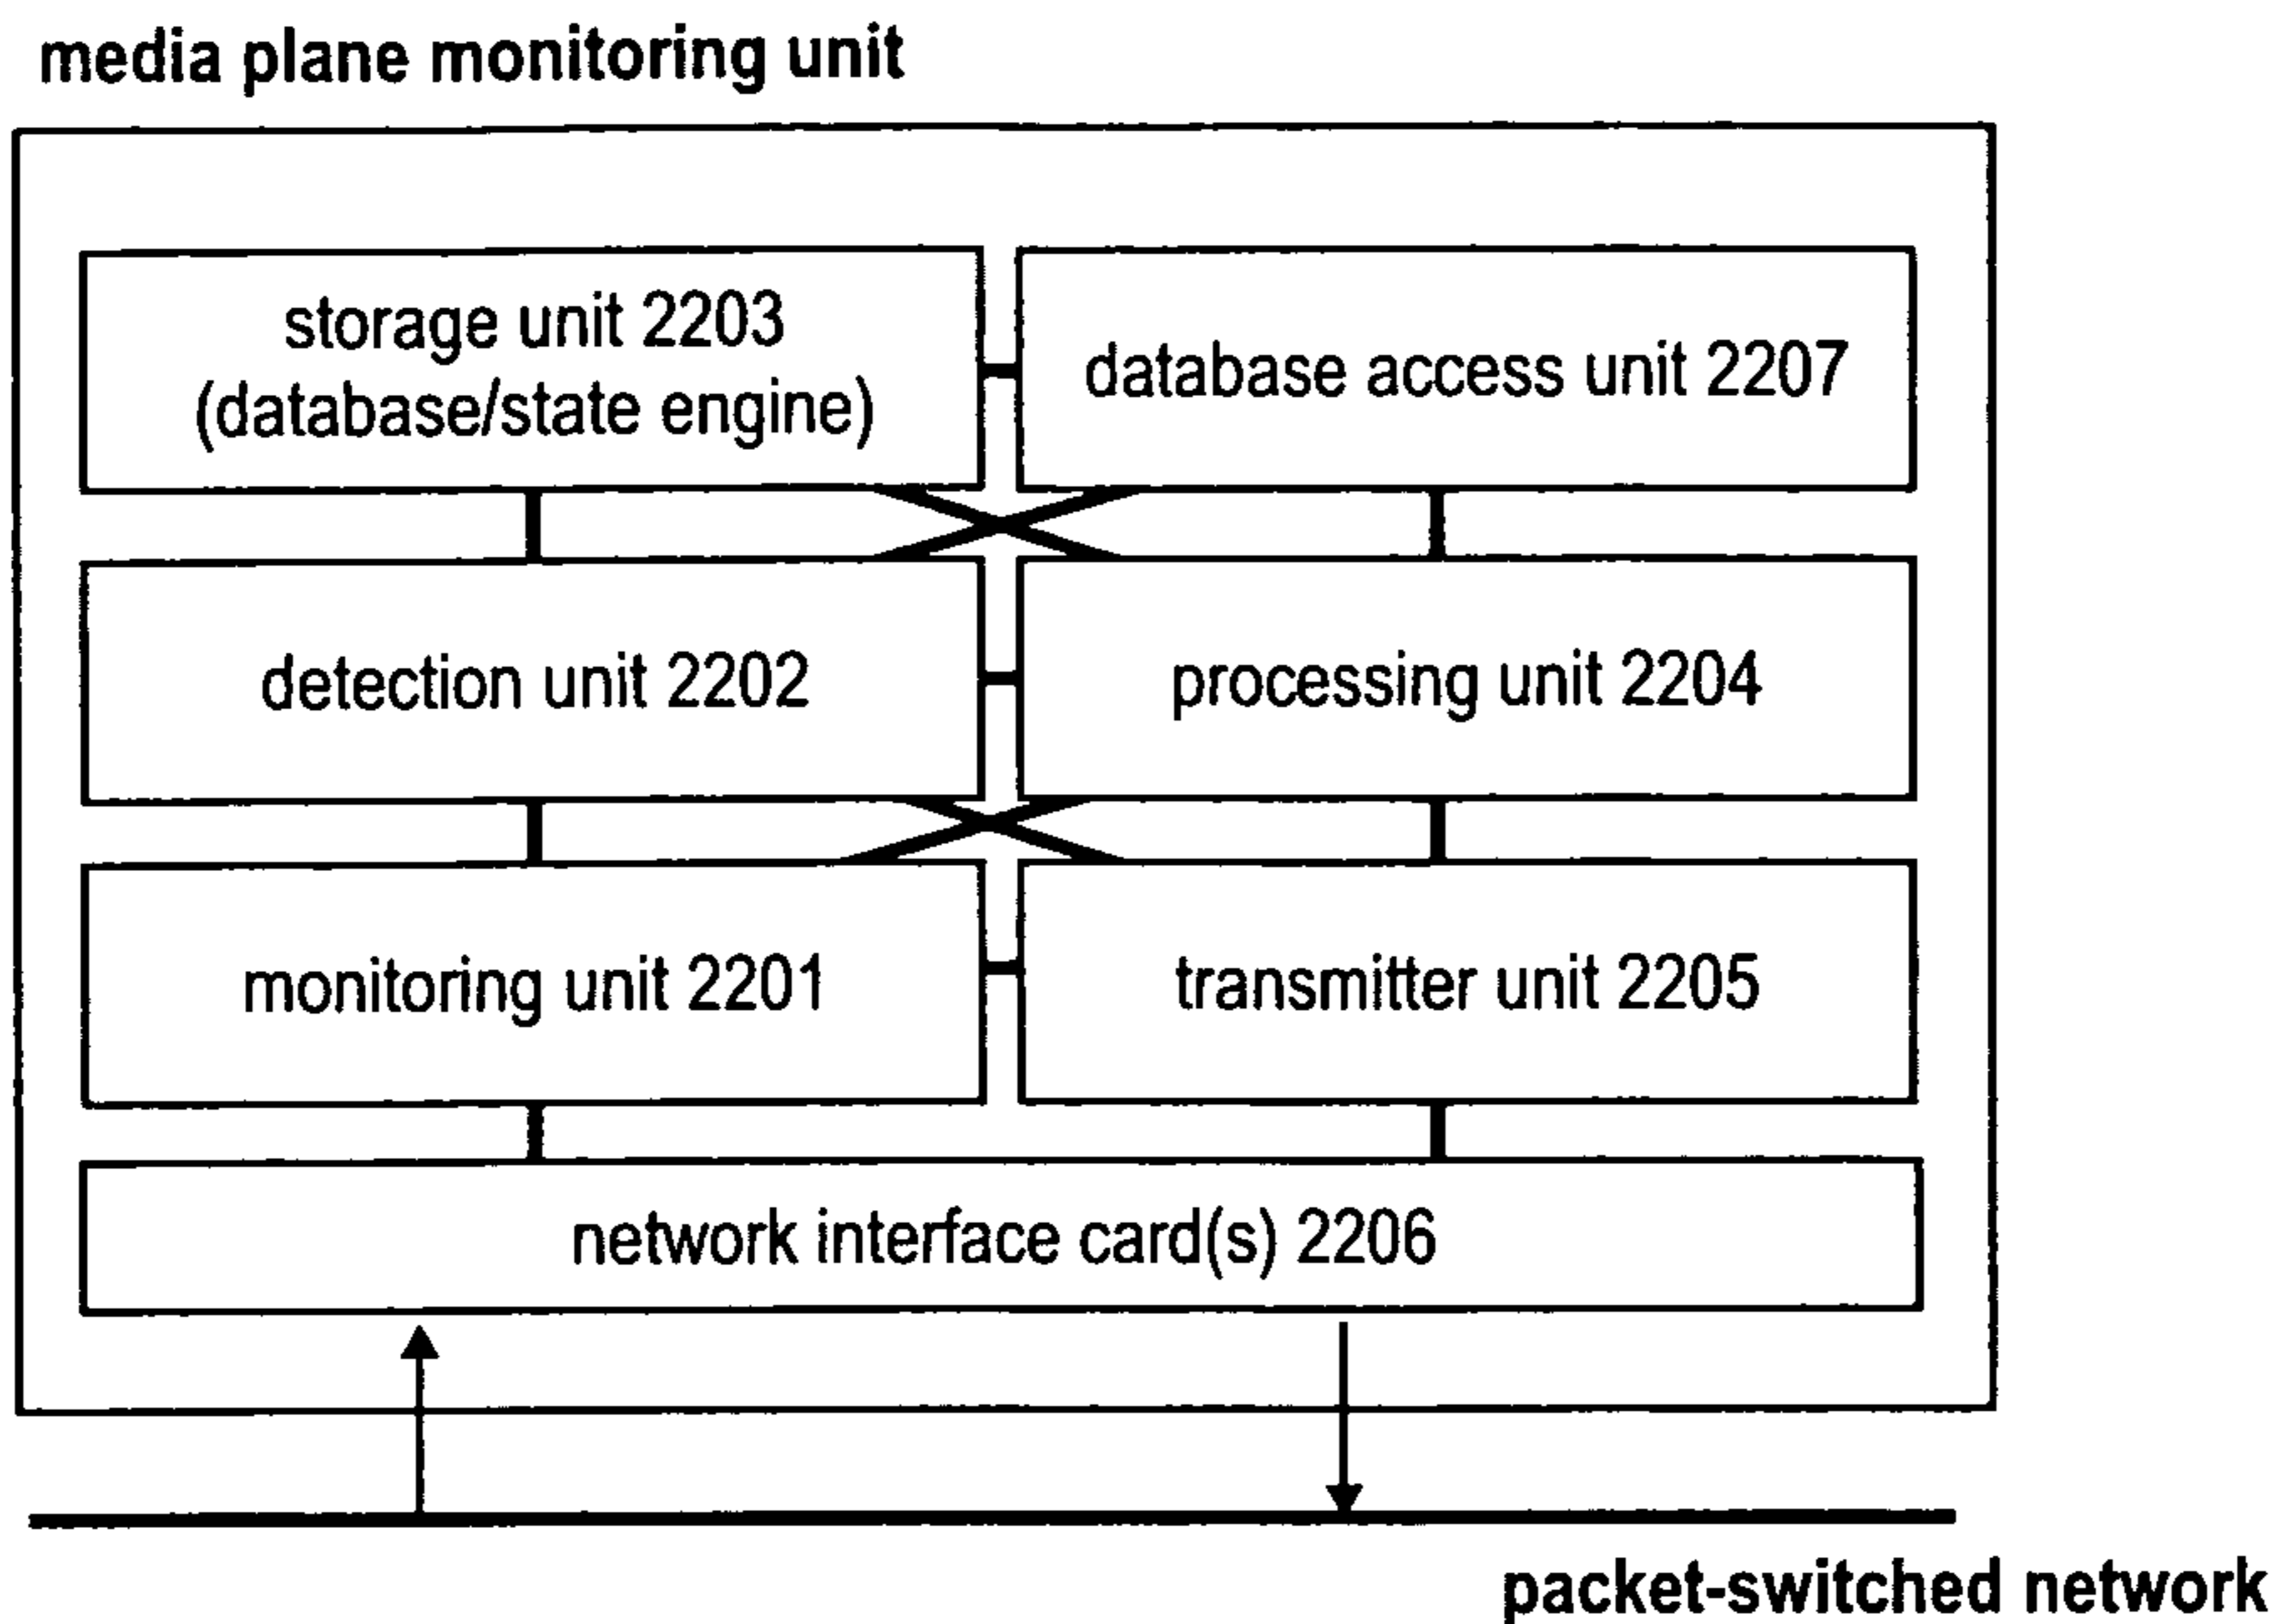 media plane monitoring unit
storage unit 2203
(database/state engine)
database access unit 2207
detection unit 2202
processing unit 2204
monitoring unit 2201
transmitter unit 2205
network interface card(s) 2206
packet-switched network